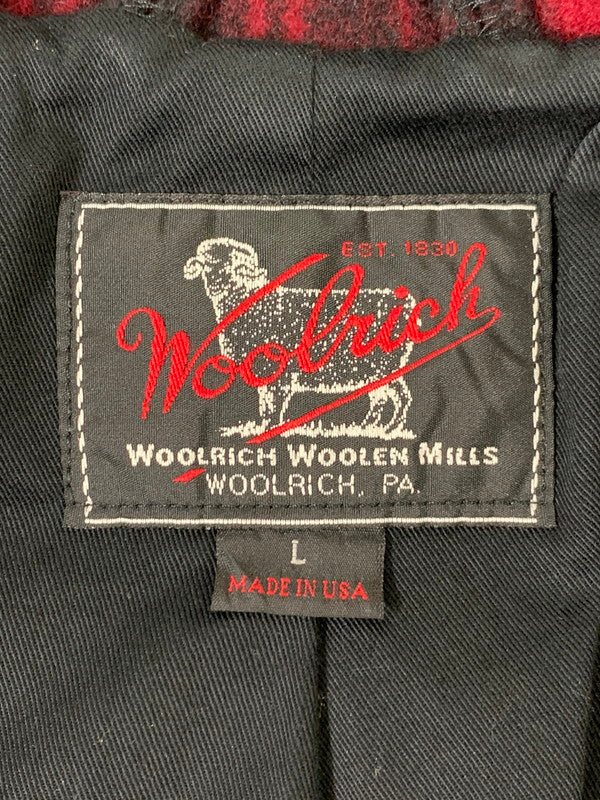 EST. 1830
Woolrich
WOOLRICH WOOLEN MILLS
WOOLRICH, PA.
L
MADE IN USA